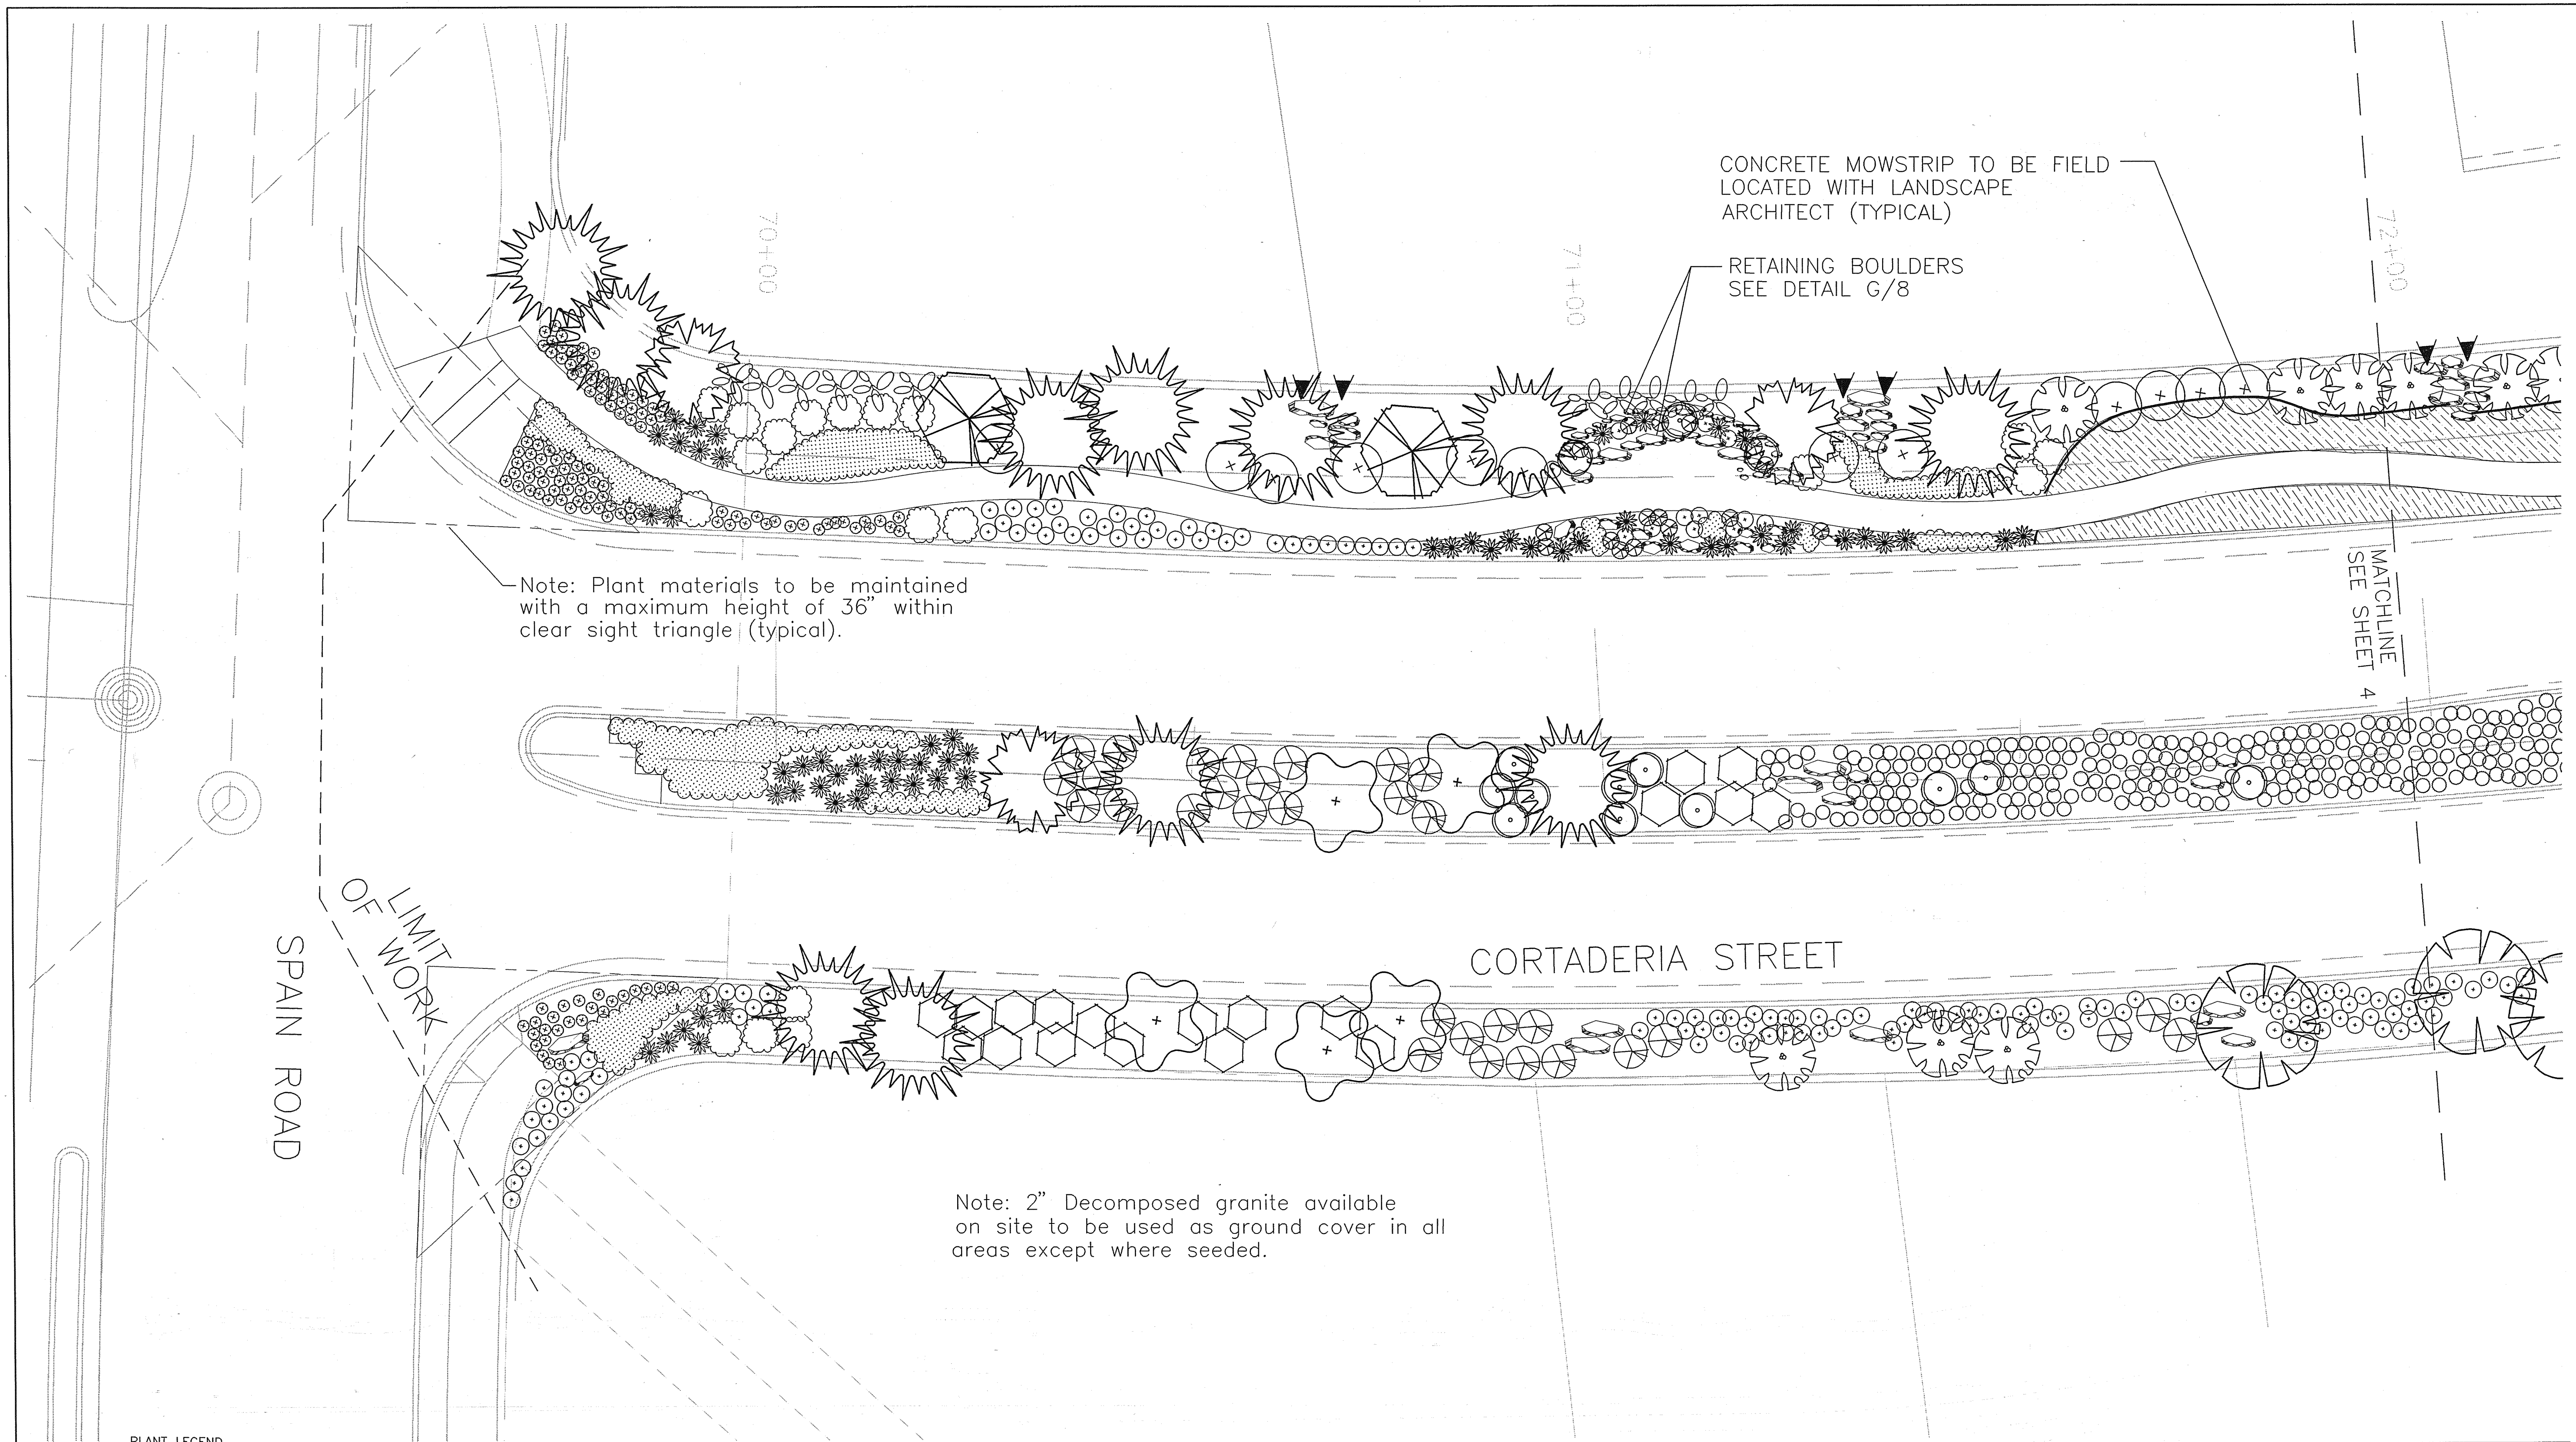 CONCRETE MOWSTRIP TO BE FIELD
LOCATED WITH LANDSCAPE
ARCHITECT (TYPICAL)
RETAINING BOULDERS
SEE DETAIL G/8
70+00
71+00
72+00
Note: Plant materials to be maintained
with a maximum height of 36" within
clear sight triangle (typical).
MATCHLINE
SEE SHEET 4
LIMIT
OF WORK
SPAIN ROAD
CORTADERIA STREET
Note: 2" Decomposed granite available
on site to be used as ground cover in all
areas except where seeded.
PLANT LEGEND